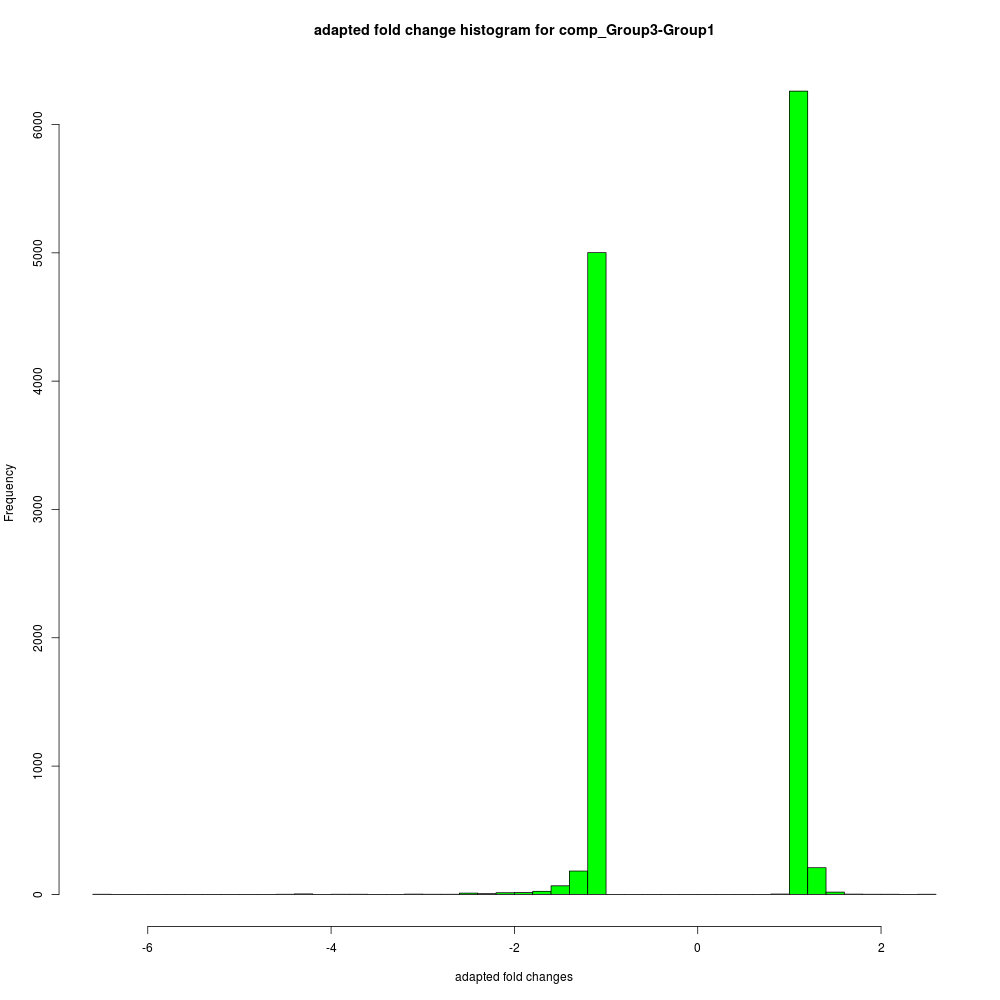 adapted fold change histogram for comp_Group3-Group1
6000
5000
4000
3000
2000
1000
0
Frequency
-6 -4 -2 0 2
adapted fold changes